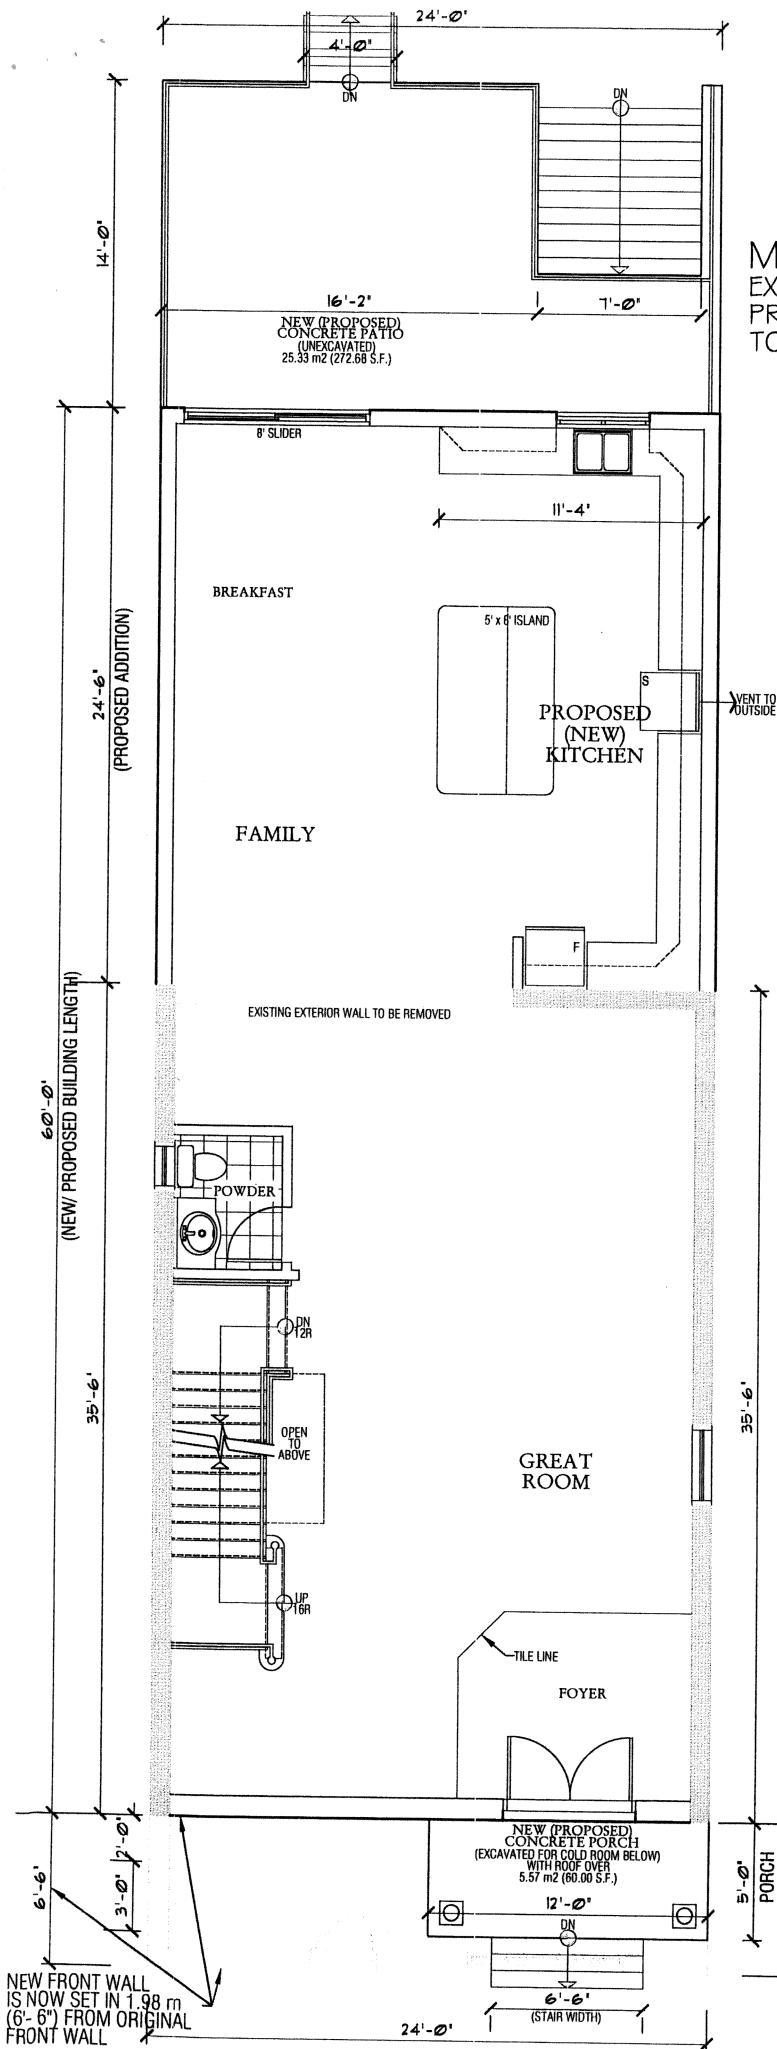 24'-0"
4'-0"
DN
DN
14'-0"
M
EX
PR
TO
16'-2"
7'-0"
NEW (PROPOSED)
CONCRETE PATIO
(UNEXCAVATED)
25.33 m2 (272.68 S.F.)
8' SLIDER
11'-4"
BREAKFAST
5' x 8' ISLAND
24'-6"
(PROPOSED ADDITION)
S
VENT TO
OUTSIDE
PROPOSED
(NEW)
KITCHEN
FAMILY
F
EXISTING EXTERIOR WALL TO BE REMOVED
60'-0"
(NEW/ PROPOSED BUILDING LENGTH)
POWDER
DN
12R
35'-6"
35'-6"
OPEN
TO
ABOVE
GREAT
ROOM
UP
16R
TILE LINE
FOYER
NEW (PROPOSED)
CONCRETE PORCH
(EXCAVATED FOR COLD ROOM BELOW)
WITH ROOF OVER
5.57 m2 (60.00 S.F.)
2'-0"
6'-6"
3'-0"
5'-0"
PORCH
12'-0"
DN
NEW FRONT WALL
IS NOW SET IN 1.98 m
(6'- 6") FROM ORIGINAL
FRONT WALL
6'-6"
(STAIR WIDTH)
24'-0"